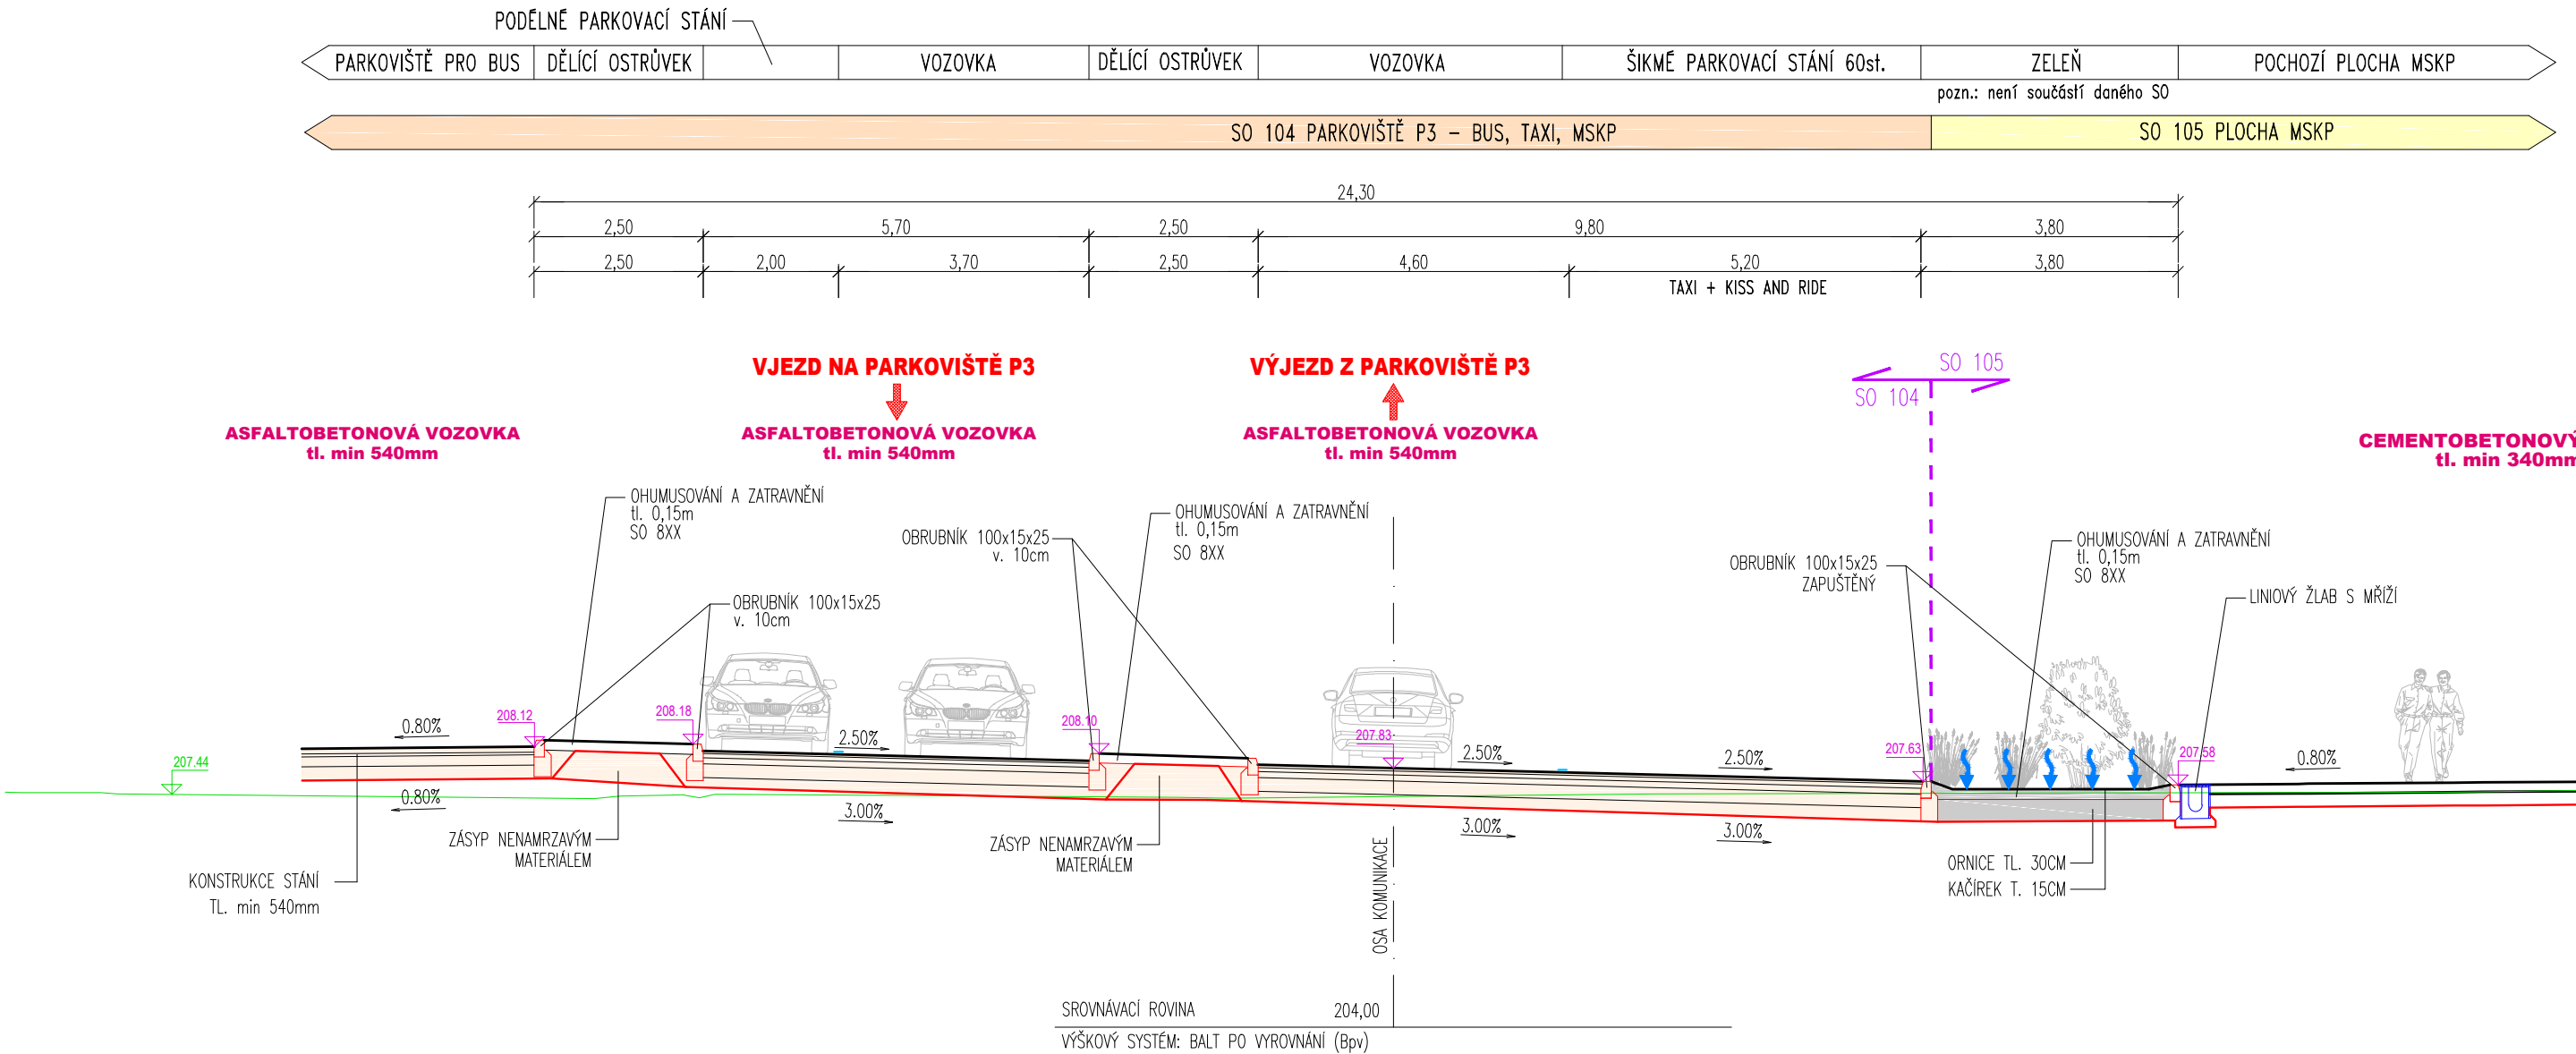 PODÉLNÉ PARKOVACÍ STÁNÍ
PARKOVIŠTĚ PRO BUS
DĚLÍCÍ OSTRŮVEK
VOZOVKA
DĚLÍCÍ OSTRŮVEK
VOZOVKA
ŠIKMÉ PARKOVACÍ STÁNÍ 60st.
ZELEŇ
POCHOZÍ PLOCHA MSKP
pozn.: není součástí daného SO
SO 104 PARKOVIŠTĚ P3 - BUS, TAXI, MSKP
SO 105 PLOCHA MSKP
24,30
2,50
5,70
2,50
9,80
3,80
2,50
2,00
3,70
2,50
4,60
5,20
3,80
TAXI + KISS AND RIDE
VJEZD NA PARKOVIŠTĚ P3
VÝJEZD Z PARKOVIŠTĚ P3
SO 105
SO 104
ASFALTOBETONOVÁ VOZOVKA
tl. min 540mm
ASFALTOBETONOVÁ VOZOVKA
tl. min 540mm
ASFALTOBETONOVÁ VOZOVKA
tl. min 540mm
CEMENTOBETONOVÝ
tl. min 340mm
OHUMUSOVÁNÍ A ZATRAVNĚNÍ
tl. 0,15m
SO 8XX
OBRUBNÍK 100x15x25
v. 10cm
OBRUBNÍK 100x15x25
v. 10cm
OHUMUSOVÁNÍ A ZATRAVNĚNÍ
tl. 0,15m
SO 8XX
OBRUBNÍK 100x15x25
ZAPUŠTĚNÝ
OHUMUSOVÁNÍ A ZATRAVNĚNÍ
tl. 0,15m
SO 8XX
LINIOVÝ ŽLAB S MŘÍŽÍ
207.44
0.80%
208.12
208.18
2.50%
208.10
207.83
2.50%
2.50%
207.63
207.58
0.80%
0.80%
3.00%
3.00%
3.00%
ZÁSYP NENAMRZAVÝM
MATERIÁLEM
ZÁSYP NENAMRZAVÝM
MATERIÁLEM
KONSTRUKCE STÁNÍ
TL. min 540mm
OSA KOMUNIKACE
ORNICE TL. 30CM
KAČÍREK T. 15CM
SROVNÁVACÍ ROVINA
204,00
VÝŠKOVÝ SYSTÉM: BALT PO VYROVNÁNÍ (Bpv)